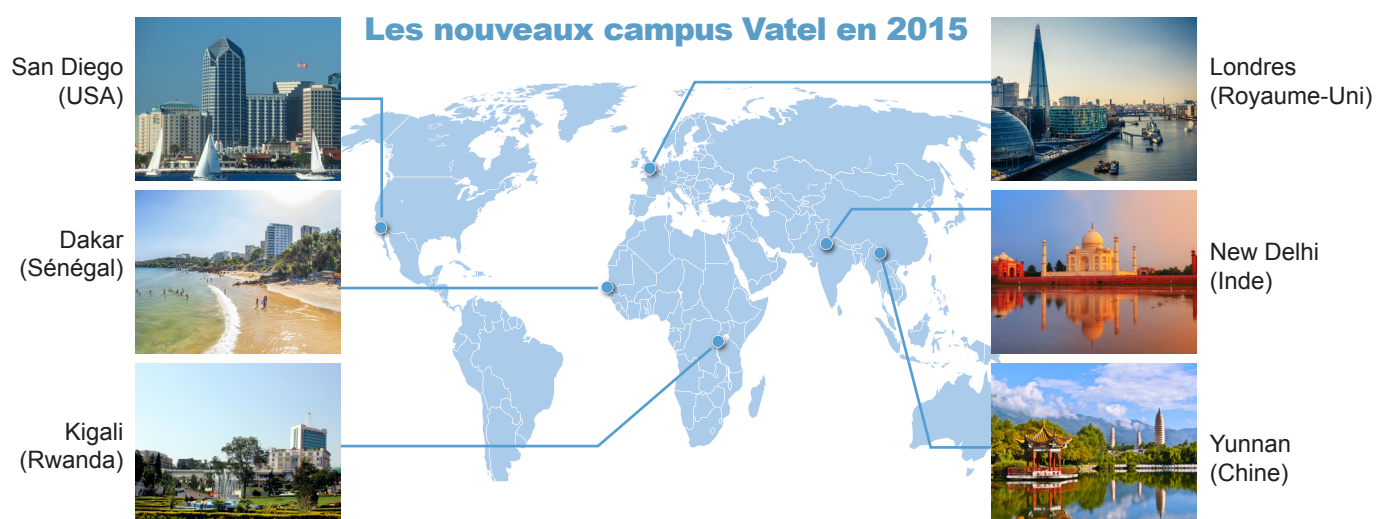 Les nouveaux campus Vatel en 2015
San Diego
(USA)
Dakar
(Sénégal)
Kigali
(Rwanda)
Londres
(Royaume-Uni)
New Delhi
(Inde)
Yunnan
(Chine)